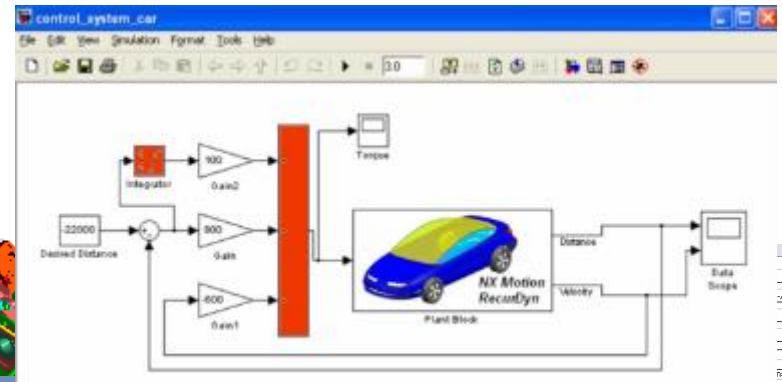 control_system_car
File Edit View Simulation Format Tools Help
3.0
Torque
100
Integrator
Gain2
-22000
Desired Distance
900
Gain
-600
Gain1
NX Motion
RecurDyn
Plant Block
Distance
Velocity
Data
Scope